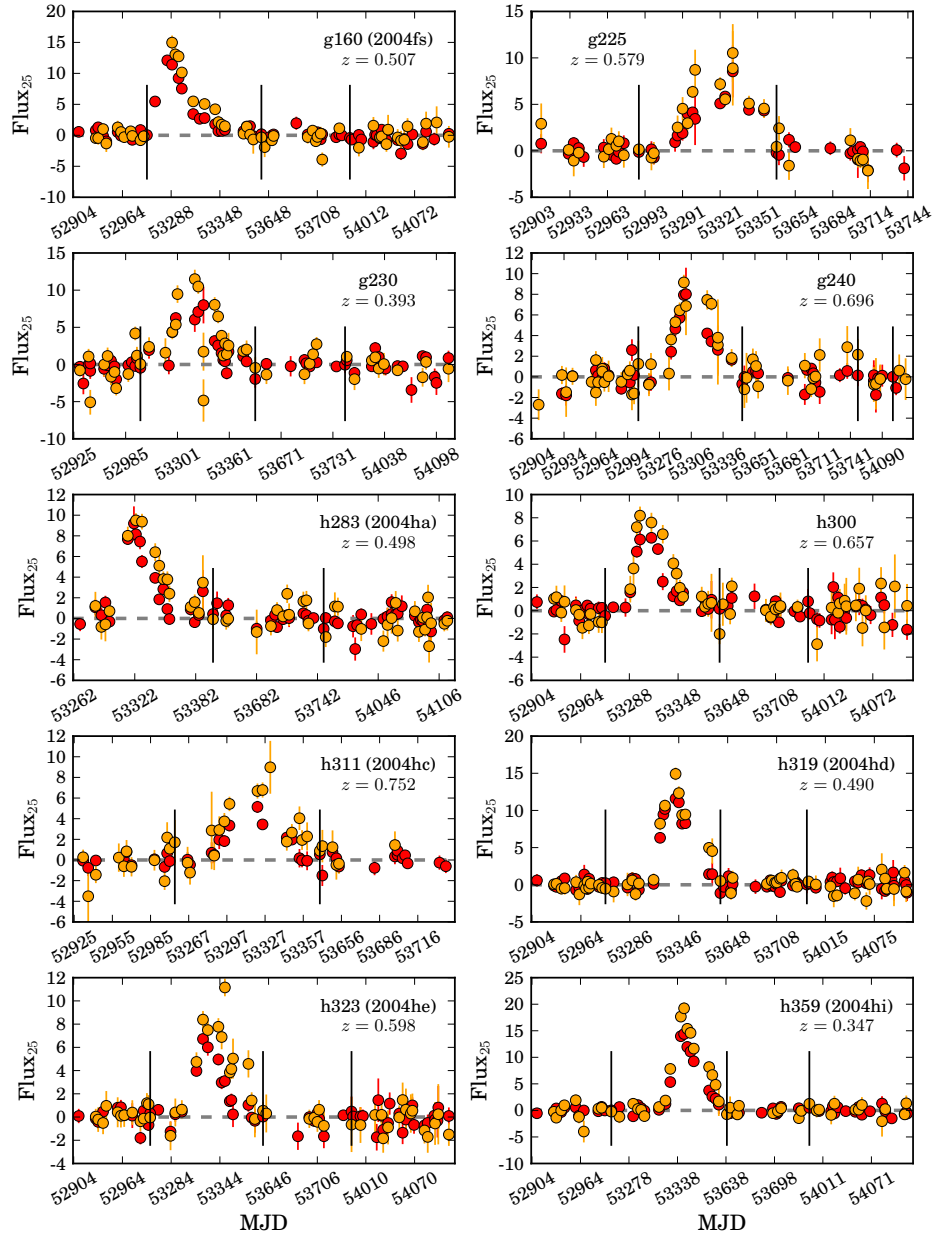 20
15
10
5
0
-5
-10
Flux25
g160 (2004fs)
z = 0.507
52904 52964 53288 53348 53648 53708 54012 54072
15
10
5
0
-5
Flux25
g225
z = 0.579
52903 52933 52963 52993 53291 53321 53351 53654 53684 53714 53744
15
10
5
0
-5
-10
Flux25
g230
z = 0.393
52925 52985 53301 53361 53671 53731 54038 54098
10
8
6
4
2
0
-2
-4
-6
Flux25
g240
z = 0.696
52904 52934 52964 52994 53276 53306 53336 53651 53681 53711 53741 54090
12
10
8
6
4
2
0
-2
-4
-6
Flux25
h283 (2004ha)
z = 0.498
53262 53322 53382 53682 53742 54046 54106
10
8
6
4
2
0
-2
-4
-6
Flux25
h300
z = 0.657
52904 52964 53288 53348 53648 53708 54012 54072
12
10
8
6
4
2
0
-2
-4
-6
Flux25
h311 (2004hc)
z = 0.752
52925 52955 52985 53267 53297 53327 53357 53656 53686 53716
20
15
10
5
0
-5
Flux25
h319 (2004hd)
z = 0.490
52904 52964 53286 53346 53648 53708 54015 54075
12
10
8
6
4
2
0
-2
-4
Flux25
h323 (2004he)
z = 0.598
52904 52964 53284 53344 53646 53706 54010 54070
MJD
25
20
15
10
5
0
-5
-10
Flux25
h359 (2004hi)
z = 0.347
52904 52964 53278 53338 53638 53698 54011 54071
MJD